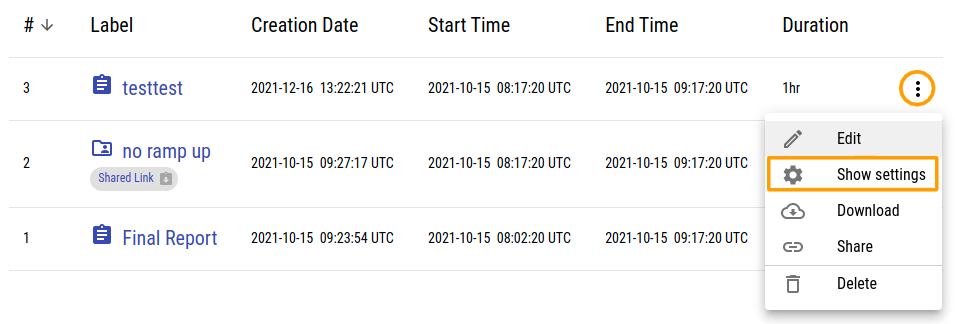 # ↓ Label Creation Date Start Time End Time Duration
3 testtest 2021-12-16 13:22:21 UTC 2021-10-15 08:17:20 UTC 2021-10-15 09:17:20 UTC 1hr
Edit
2 no ramp up 2021-10-15 09:27:17 UTC 2021-10-15 08:17:20 UTC 2021-10-15 09:17:20 UTC
Shared Link
Show settings
Download
1 Final Report 2021-10-15 09:23:54 UTC 2021-10-15 08:02:20 UTC 2021-10-15 09:17:20 UTC
Share
Delete